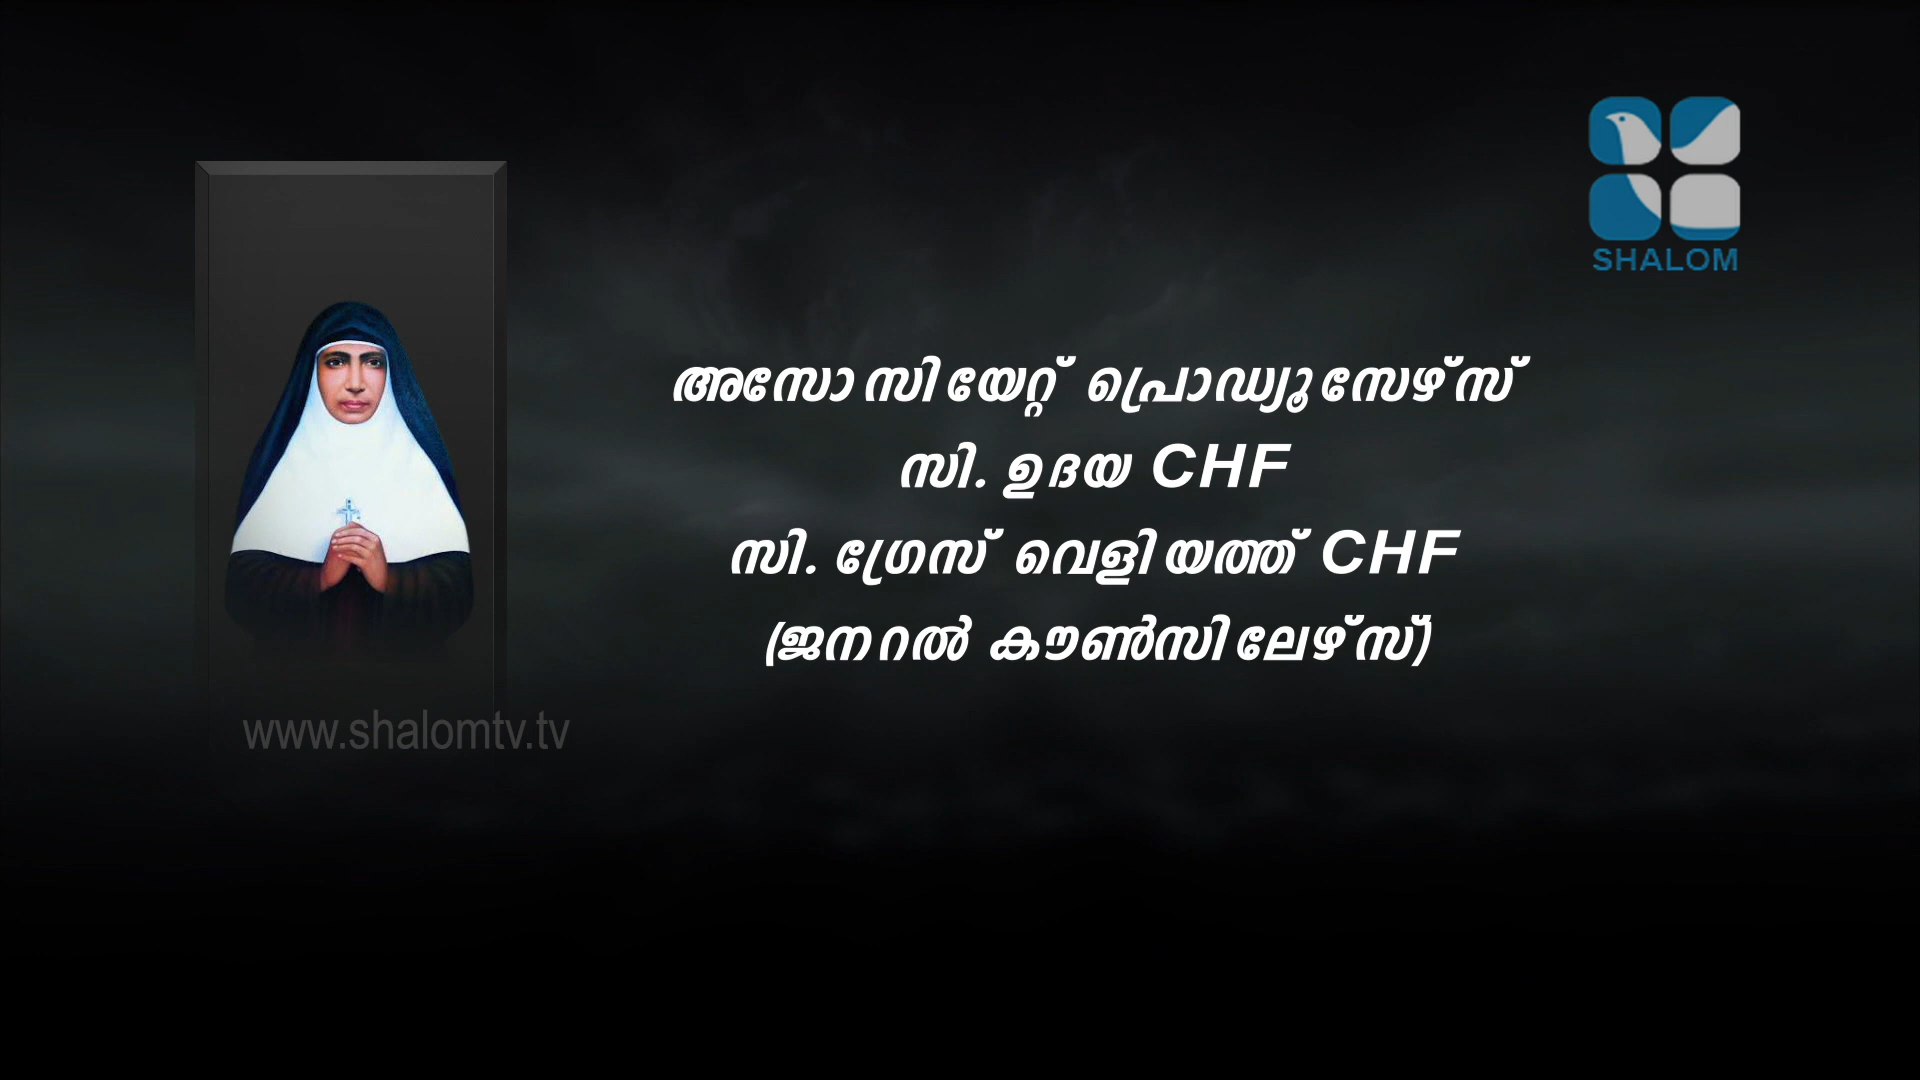 SHALOM
അസോസിയേറ്റ് പ്രൊഡ്യൂസേഴ്സ്
സി. ഉദയ CHF
സി. ഗ്രേസ് വെളിയത്ത് CHF
(ജനറൽ കൗൺസിലേഴ്സ്)
www.shalomtv.tv